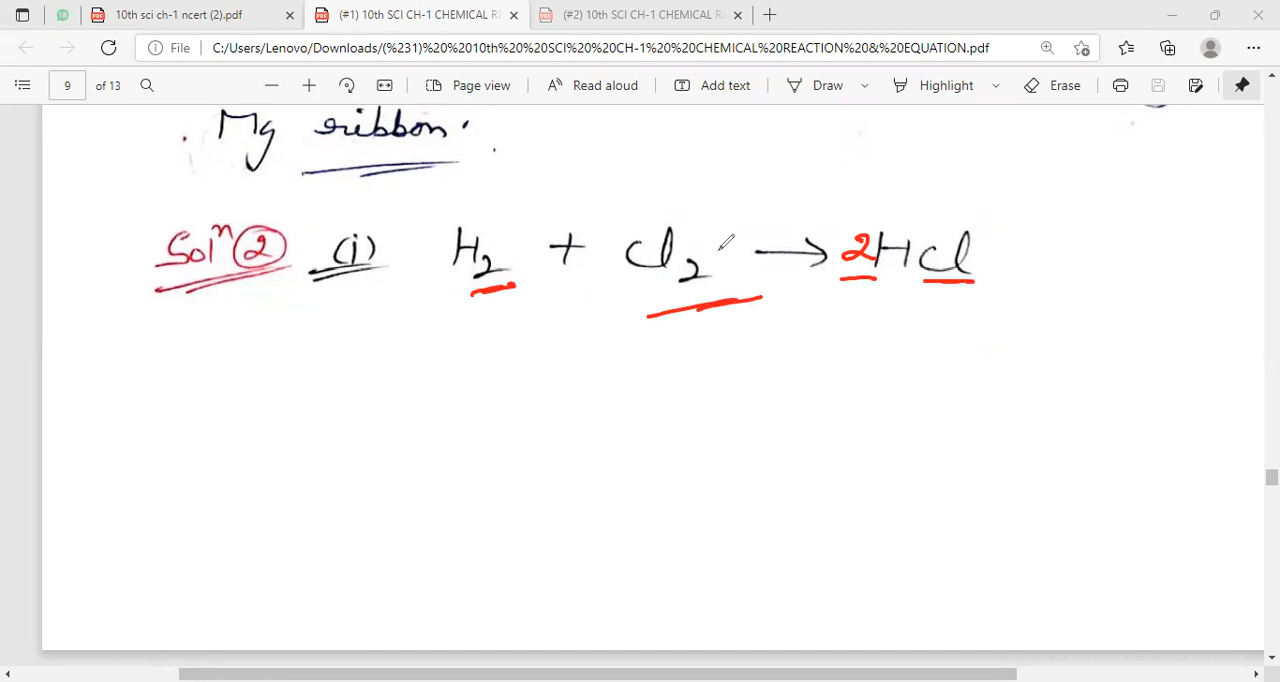 10th sci ch-1 ncert (2).pdf
(#1) 10th SCI CH-1 CHEMICAL RE
(#2) 10th SCI CH-1 CHEMICAL RE
File C:/Users/Lenovo/Downloads/(%231)%20%2010th%20%20SCI%20%20CH-1%20%20CHEMICAL%20REACTION%20&%20EQUATION.pdf
9 of 13 Page view Read aloud Add text Draw Highlight Erase
Mg ribbon.
Solⁿ ② (i) H₂ + Cl₂ → 2HCl